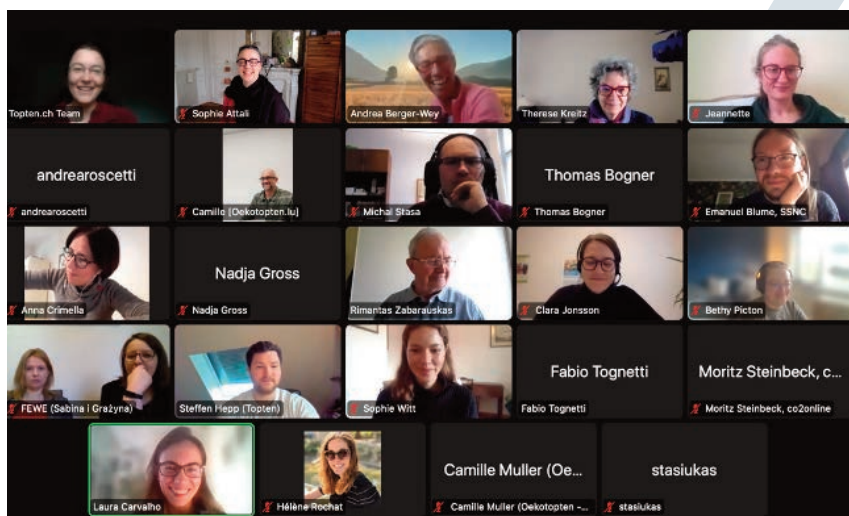 Topten.ch Team
Sophie Attali
Andrea Berger-Wey
Therese Kreitz
Jeannette
andrearoscetti
andrearoscetti
Camille [Oekotopten.lu]
Michal Stasa
Thomas Bogner
Thomas Bogner
Emanuel Blume, SSNC
Anna Crimella
Nadja Gross
Nadja Gross
Rimantas Zabarauskas
Clara Jonsson
Bethy Picton
FEWE (Sabina i Grażyna)
Steffen Hepp (Topten)
Sophie Witt
Fabio Tognetti
Fabio Tognetti
Moritz Steinbeck, c...
Moritz Steinbeck, co2online
Laura Carvalho
Hélène Rochat
Camille Muller (Oe...
Camille Muller (Oekotopten -...
stasiukas
stasiukas